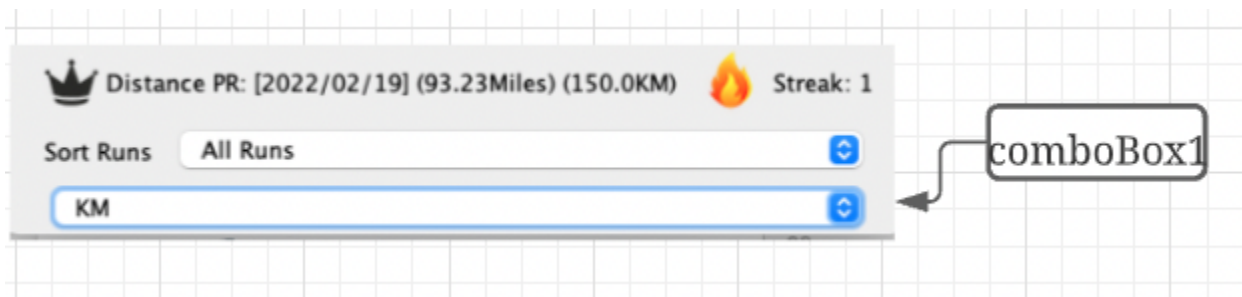 Distance PR: [2022/02/19] (93.23Miles) (150.0KM) Streak: 1
Sort Runs All Runs
comboBox1
KM